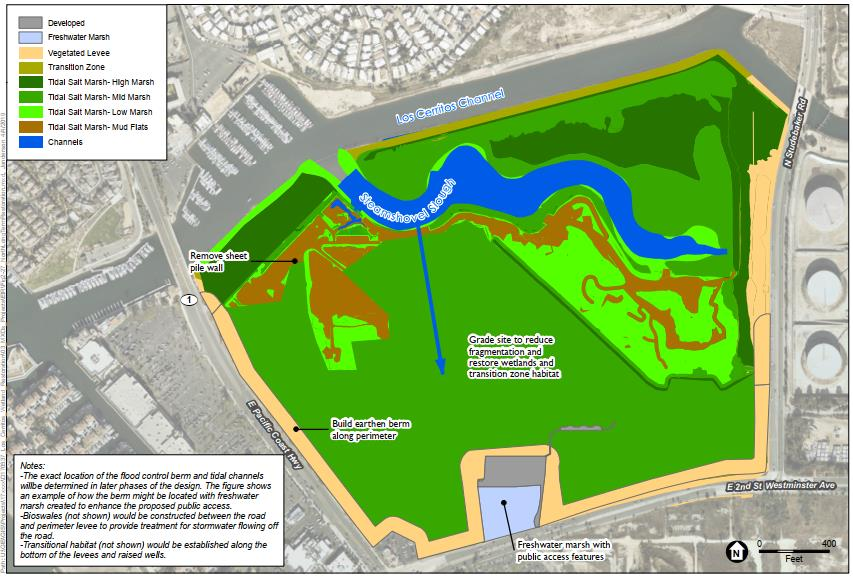 Developed
Freshwater Marsh
Vegetated Levee
Transition Zone
Tidal Salt Marsh- High Marsh
Tidal Salt Marsh- Mid Marsh
Tidal Salt Marsh- Low Marsh
Tidal Salt Marsh- Mud Flats
Channels
Los Cerritos Channel
N Studebaker Rd
Steamshovel Slough
Remove sheet
pile wall
1
Grade site to reduce
fragmentation and
restore wetlands and
transition zone habitat
Build earthen berm
along perimeter
E Pacific Coast Hwy
E 2nd St Westminster Ave
Freshwater marsh with
public access features
Notes:
-The exact location of the flood control berm and tidal channels
willbe determined in later phases of the design. The figure shows
an example of how the berm might be located with freshwater
marsh created to enhance the proposed public access.
-Bioswales (not shown) would be constructed between the road
and perimeter levee to provide treatment for stormwater flowing off
the road.
-Transitional habitat (not shown) would be established along the
bottom of the levees and raised wells.
N
0 400
Feet